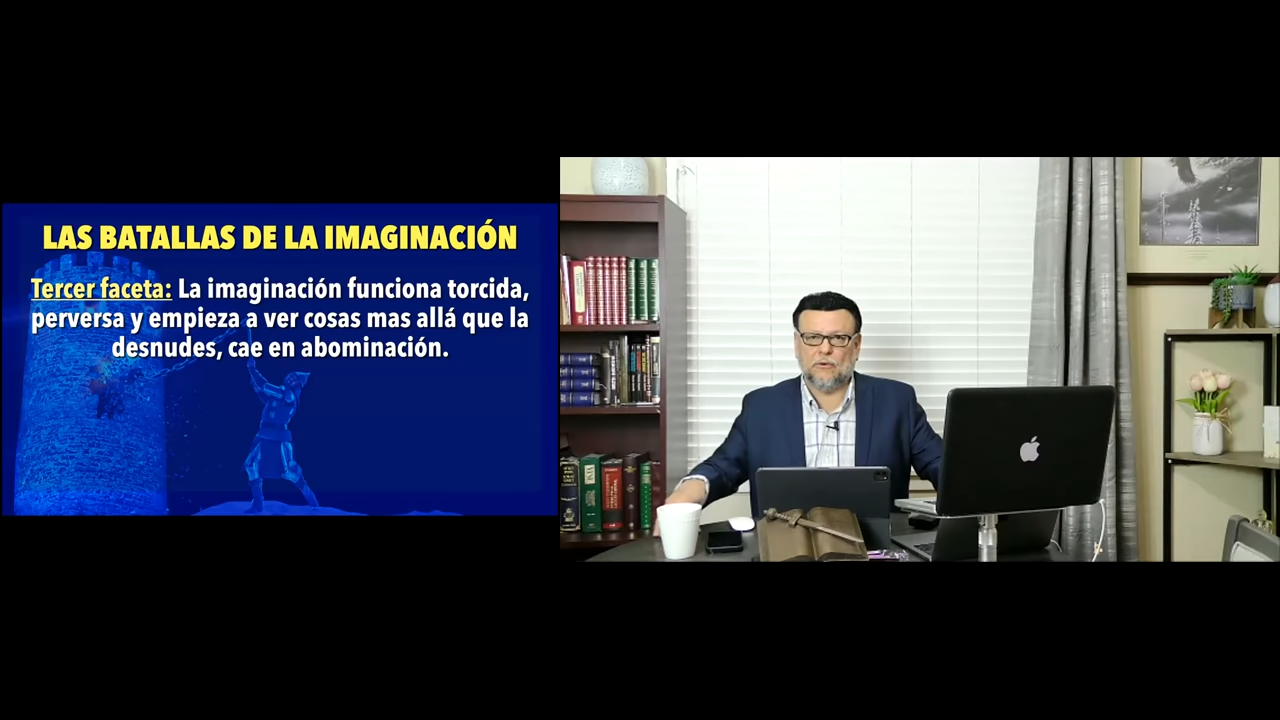 LAS BATALLAS DE LA IMAGINACIÓN
Tercer faceta: La imaginación funciona torcida,
perversa y empieza a ver cosas mas allá que la
desnudes, cae en abominación.